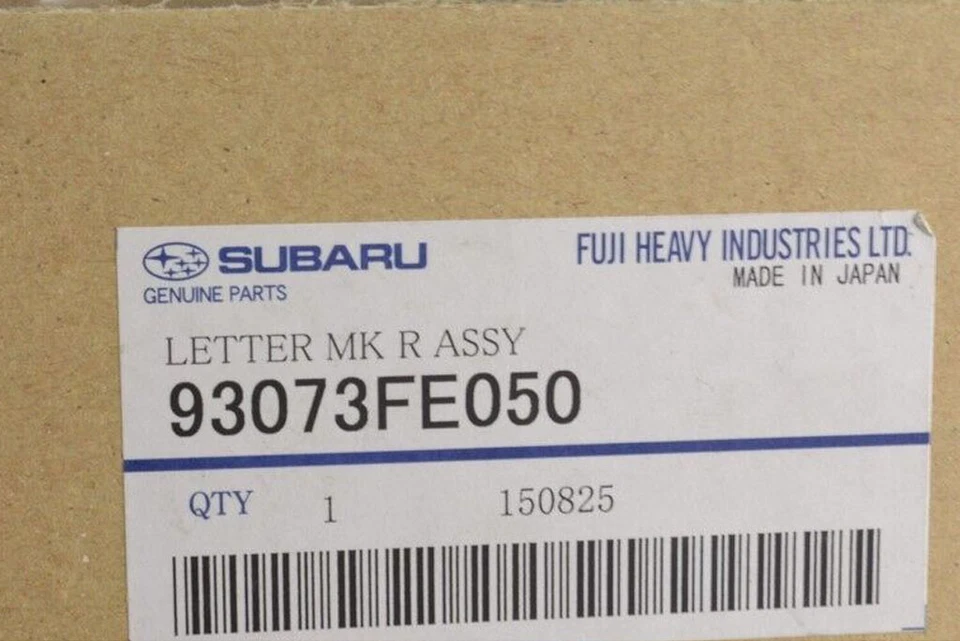 SUBARU
GENUINE PARTS
FUJI HEAVY INDUSTRIES LTD.
MADE IN JAPAN
LETTER MK R ASSY
93073FE050
QTY 1 150825